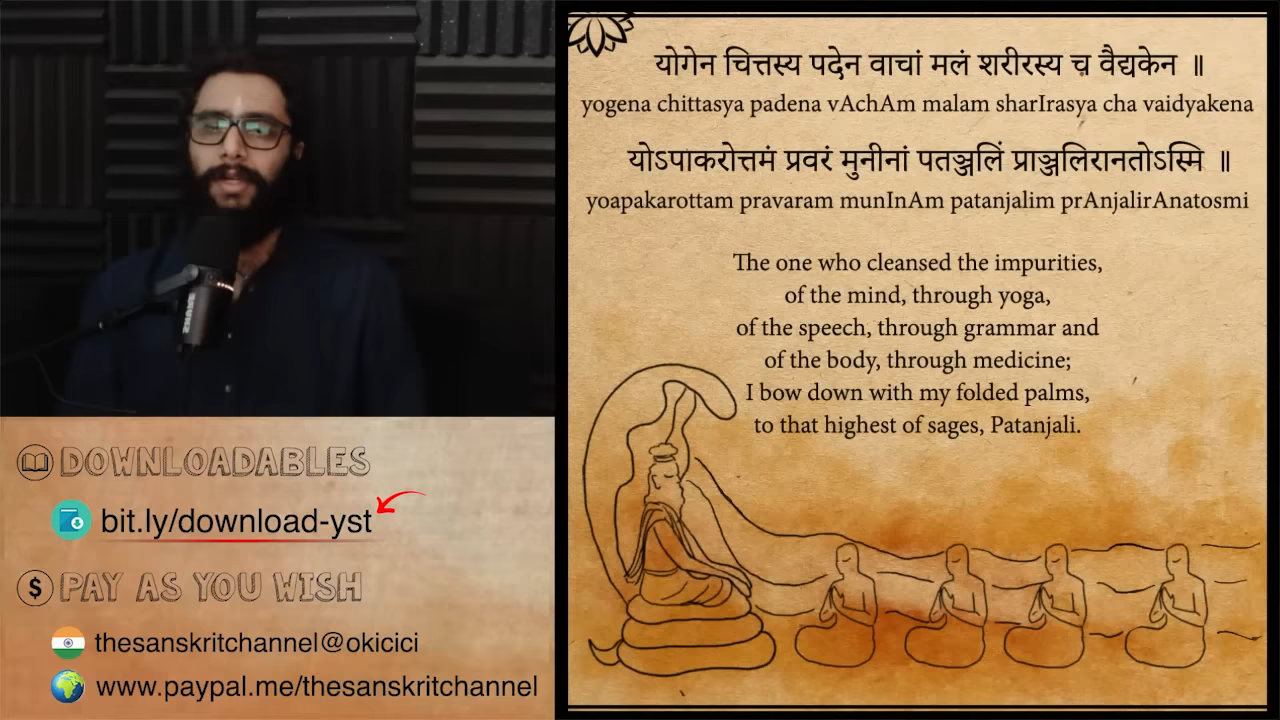 योगेन चित्तस्य पदेन वाचां मलं शरीरस्य च वैद्यकेन ॥
yogena chittasya padena vAchAm malam sharIrasya cha vaidyakena
योऽपाकरोत्तमं प्रवरं मुनीनां पतञ्जलिं प्राञ्जलिरानतोऽस्मि ॥
yoapakarottam pravaram munInAm patanjalim prAnjalirAnatosmi
The one who cleansed the impurities,
of the mind, through yoga,
of the speech, through grammar and
of the body, through medicine;
I bow down with my folded palms,
to that highest of sages, Patanjali.
DOWNLOADABLES
bit.ly/download-yst
$ PAY AS YOU WISH
thesanskritchannel@okicici
www.paypal.me/thesanskritchannel